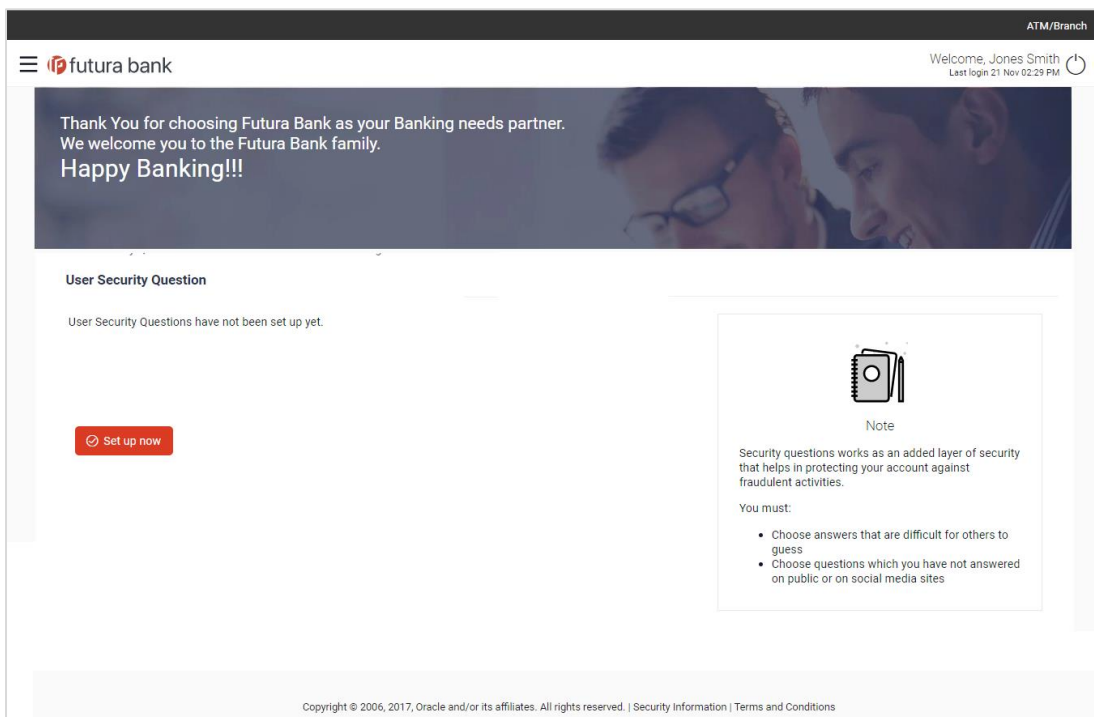 ATM/Branch
futura bank
Welcome, Jones Smith
Last login 21 Nov 02:29 PM
Thank You for choosing Futura Bank as your Banking needs partner.
We welcome you to the Futura Bank family.
Happy Banking!!!
User Security Question
User Security Questions have not been set up yet.
Set up now
Note
Security questions works as an added layer of security
that helps in protecting your account against
fraudulent activities.
You must:
Choose answers that are difficult for others to
guess
Choose questions which you have not answered
on public or on social media sites
Copyright © 2006, 2017, Oracle and/or its affiliates. All rights reserved. | Security Information | Terms and Conditions